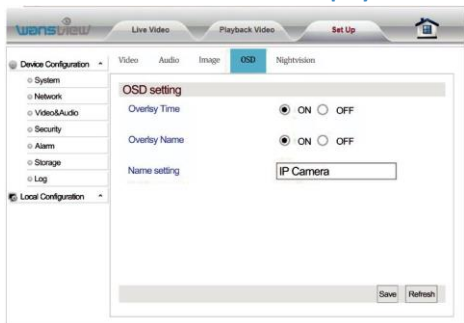 wansview
Live Video Playback Video Set Up
Device Configuration
System
Network
Video&Audio
Security
Alarm
Storage
Log
Local Configuration
Video Audio Image OSD Nightvision
OSD setting
Overlsy Time ON OFF
Overlsy Name ON OFF
Name setting IP Camera
Save Refresh